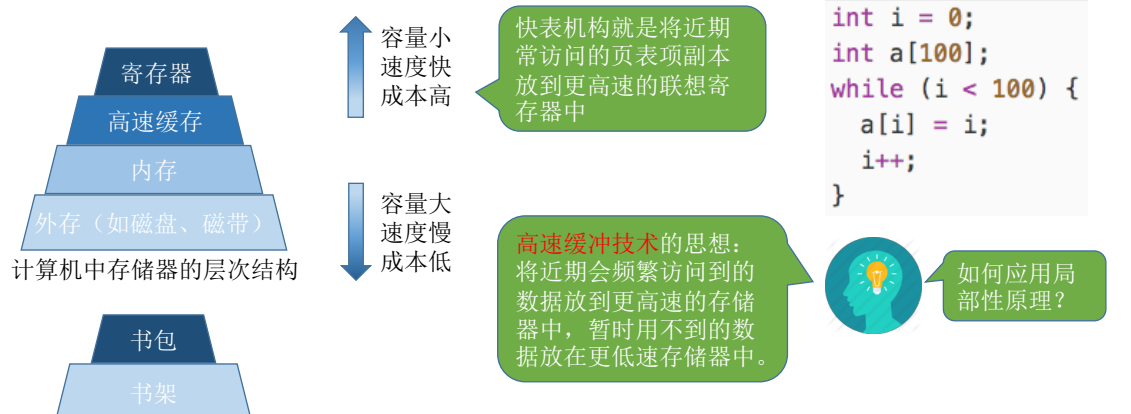 寄存器
高速缓存
内存
外存（如磁盘、磁带）
计算机中存储器的层次结构
书包
书架
容量小
速度快
成本高
容量大
速度慢
成本低
快表机构就是将近期
常访问的页表项副本
放到更高速的联想寄
存器中
高速缓冲技术的思想：
将近期会频繁访问到的
数据放到更高速的存储
器中，暂时用不到的数
据放在更低速存储器中。
int i = 0;
int a[100];
while (i < 100) {
  a[i] = i;
  i++;
}
如何应用局
部性原理？